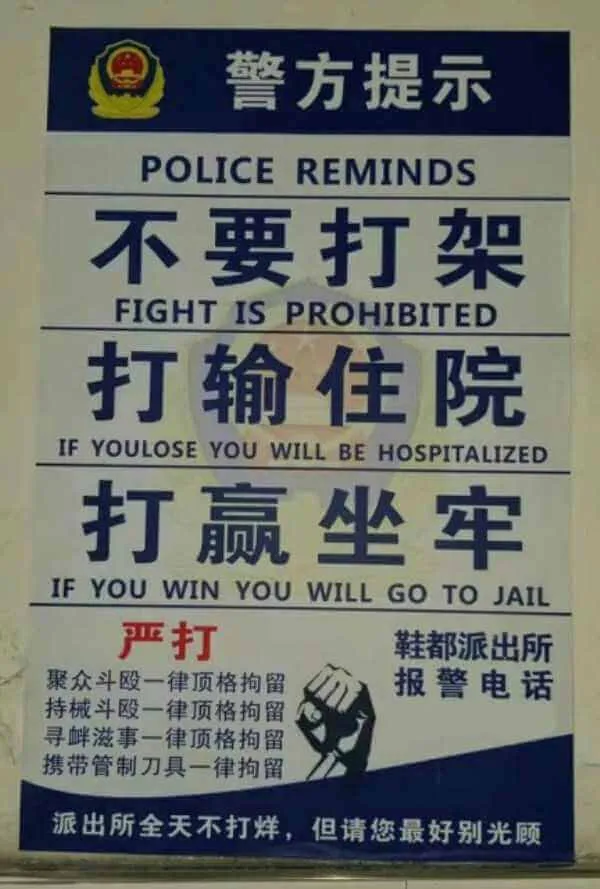 警方提示
POLICE REMINDS
不要打架
FIGHT IS PROHIBITED
打输住院
IF YOULOSE YOU WILL BE HOSPITALIZED
打赢坐牢
IF YOU WIN YOU WILL GO TO JAIL
严打
聚众斗殴一律顶格拘留
持械斗殴一律顶格拘留
寻衅滋事一律顶格拘留
携带管制刀具一律拘留
鞋都派出所
报警电话
派出所全天不打烊，但请您最好别光顾